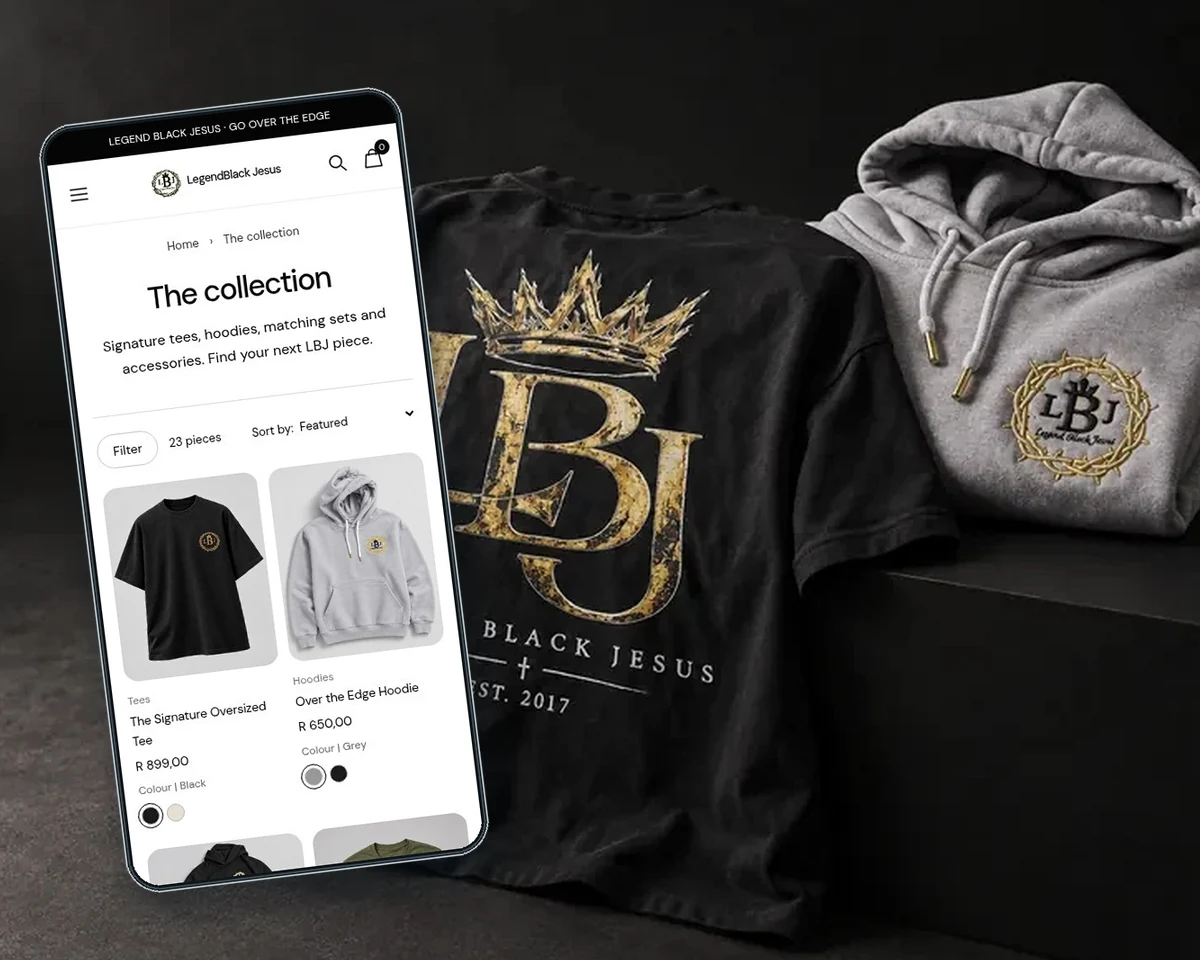 LEGEND BLACK JESUS · GO OVER THE EDGE
LBJ
LegendBlack Jesus
0
Home › The collection
The collection
Signature tees, hoodies, matching sets and
accessories. Find your next LBJ piece.
Filter
23 pieces
Sort by: Featured
Tees
The Signature Oversized
Tee
R 899,00
Colour | Black
Hoodies
Over the Edge Hoodie
R 650,00
Colour | Grey
LBJ
BLACK JESUS
EST. 2017
LBJ
Legend Black Jesus